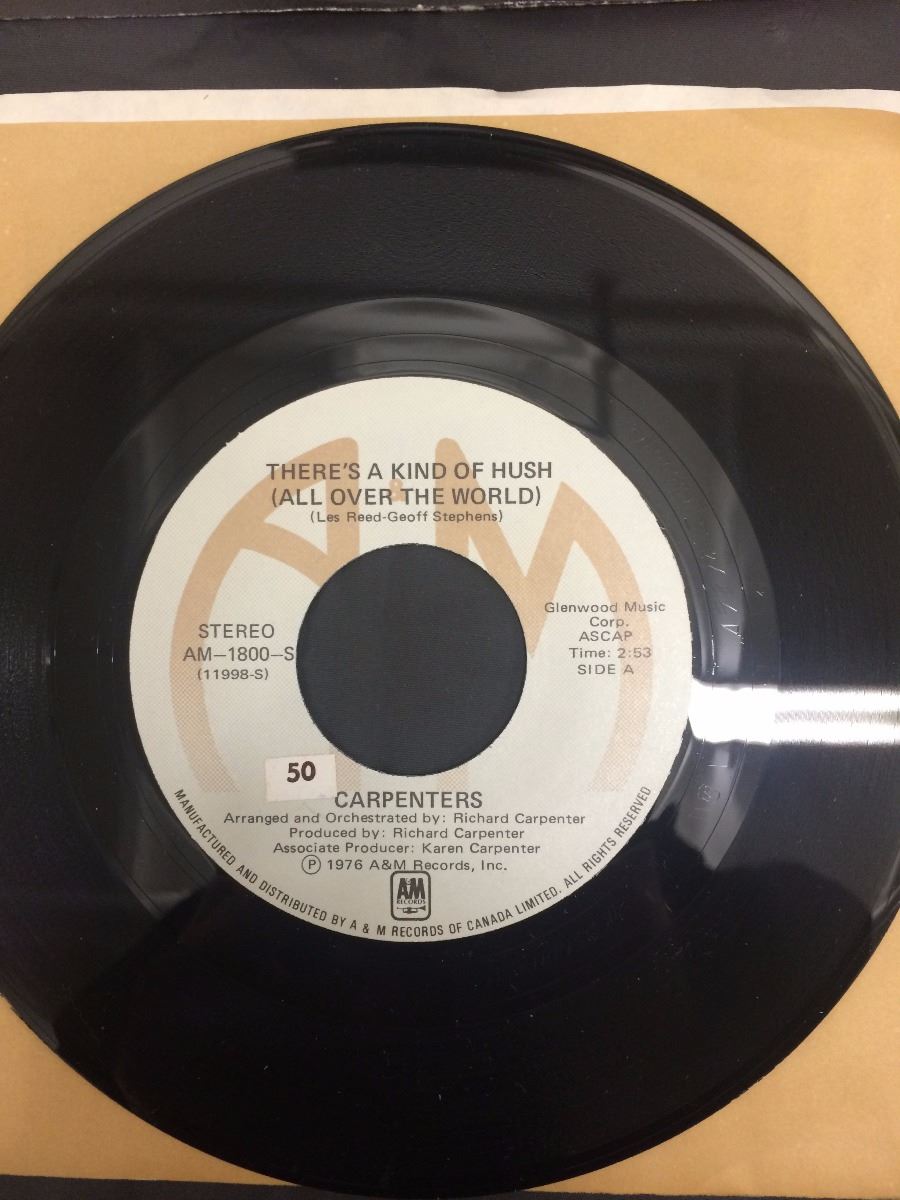 THERE'S A KIND OF HUSH
(ALL OVER THE WORLD)
(Les Reed-Geoff Stephens)
STEREO
AM—1800—S
(11998-S)
Glenwood Music
Corp.
ASCAP
Time: 2:53
SIDE A
50
CARPENTERS
Arranged and Orchestrated by: Richard Carpenter
Produced by: Richard Carpenter
Associate Producer: Karen Carpenter
Ⓟ 1976 A&M Records, Inc.
A&M
RECORDS
MANUFACTURED AND DISTRIBUTED BY A & M RECORDS OF CANADA LIMITED. ALL RIGHTS RESERVED